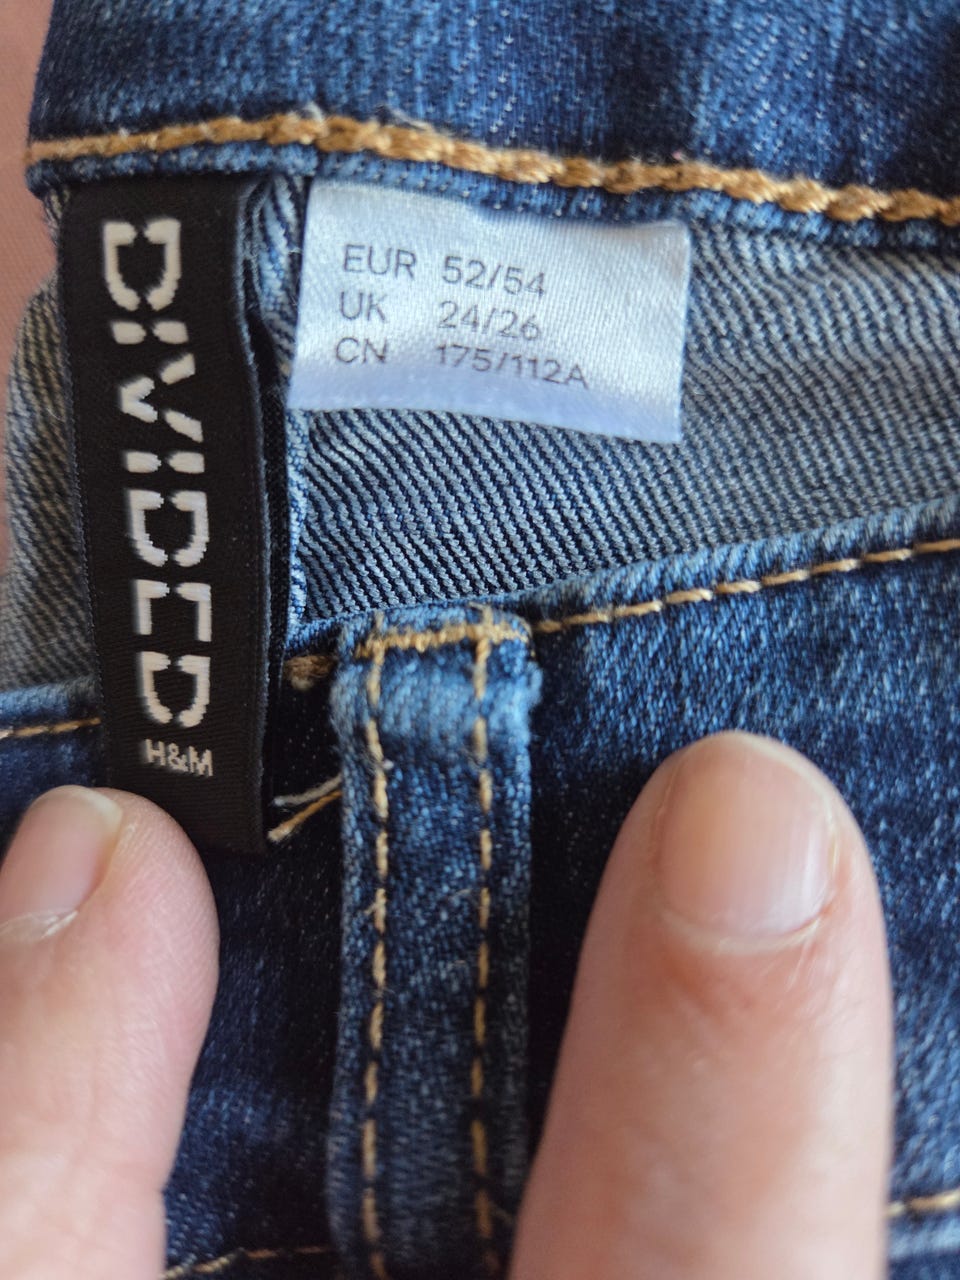 DIVIDED
H&M
EUR 52/54
UK 24/26
CN 175/112A